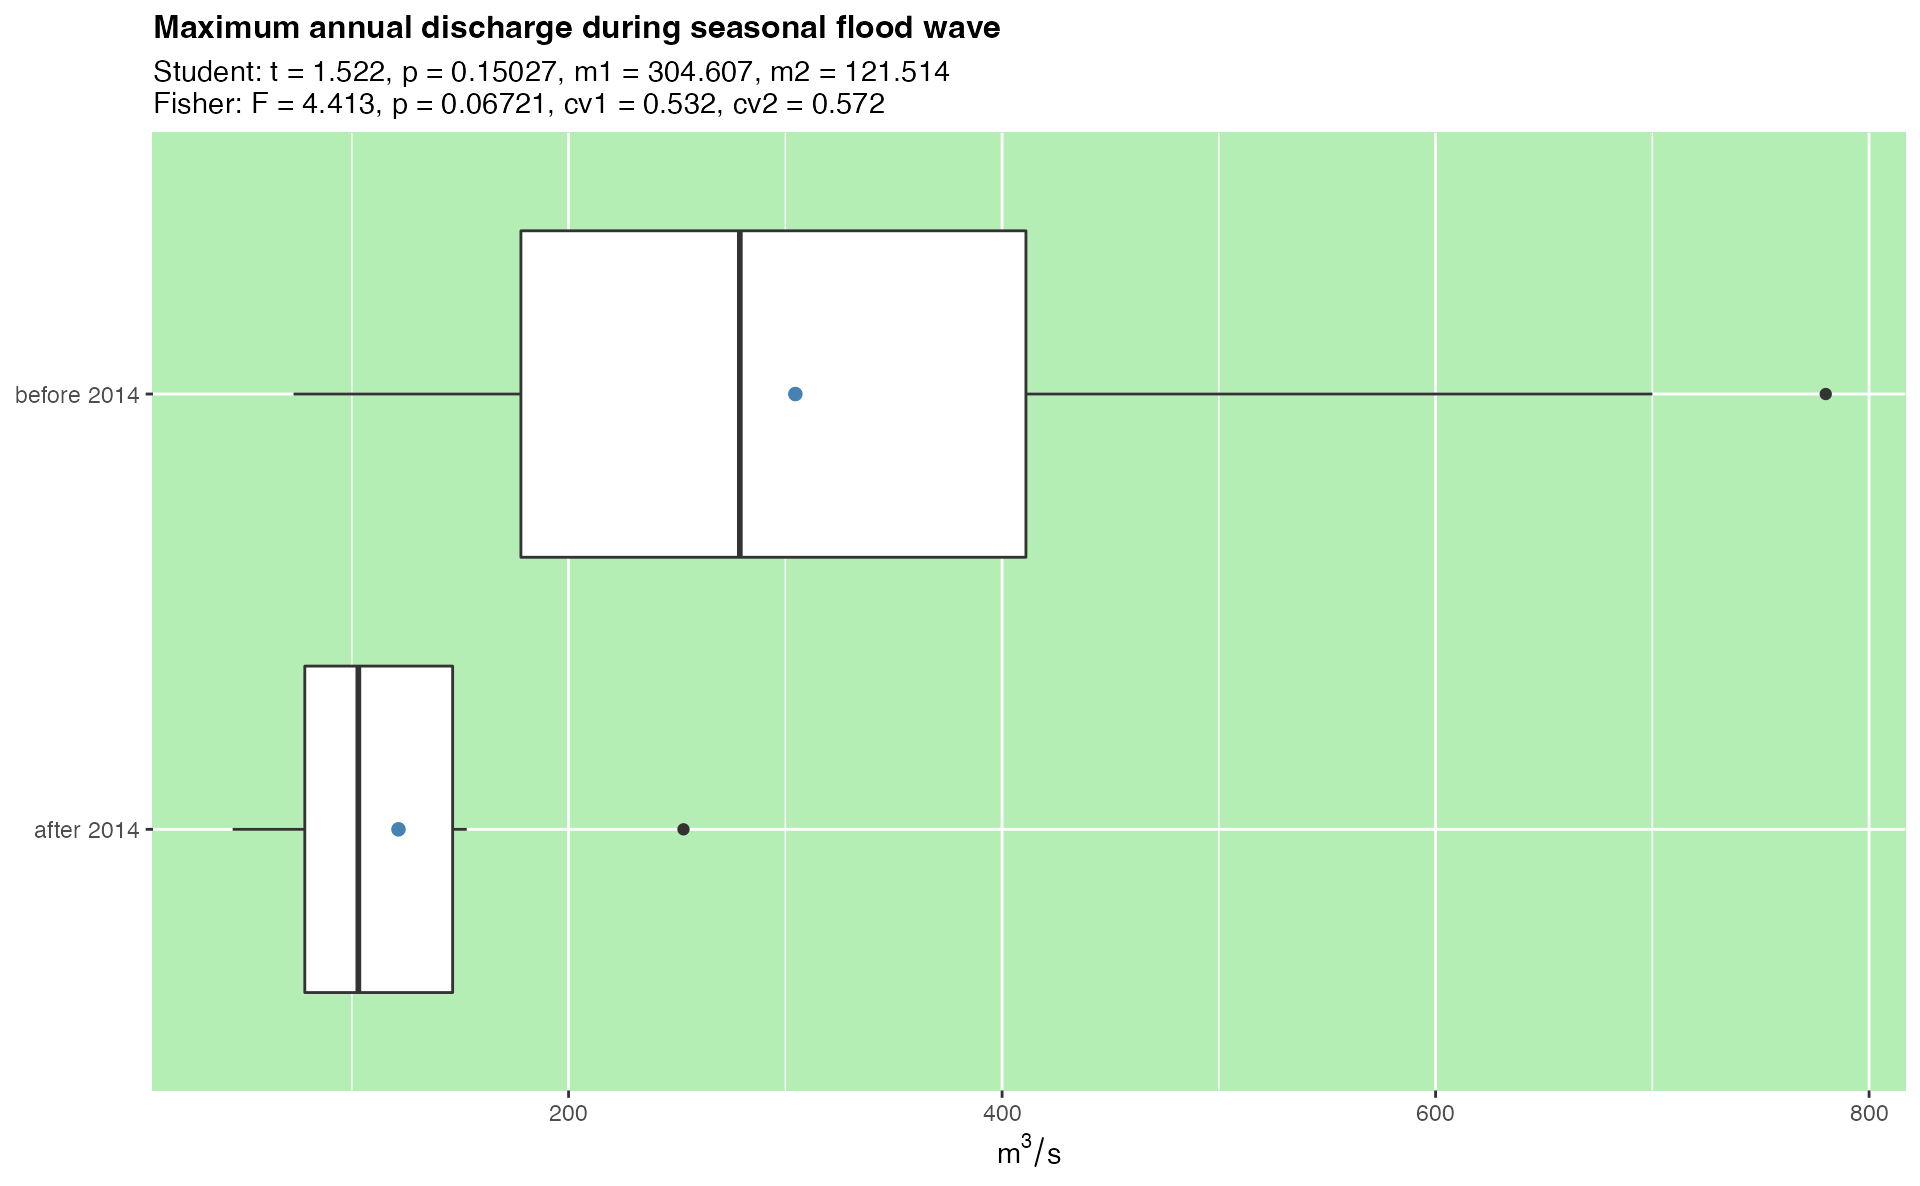 Maximum annual discharge during seasonal flood wave
Student: t = 1.522, p = 0.15027, m1 = 304.607, m2 = 121.514
Fisher: F = 4.413, p = 0.06721, cv1 = 0.532, cv2 = 0.572
before 2014
after 2014
200 400 600 800
m³/s